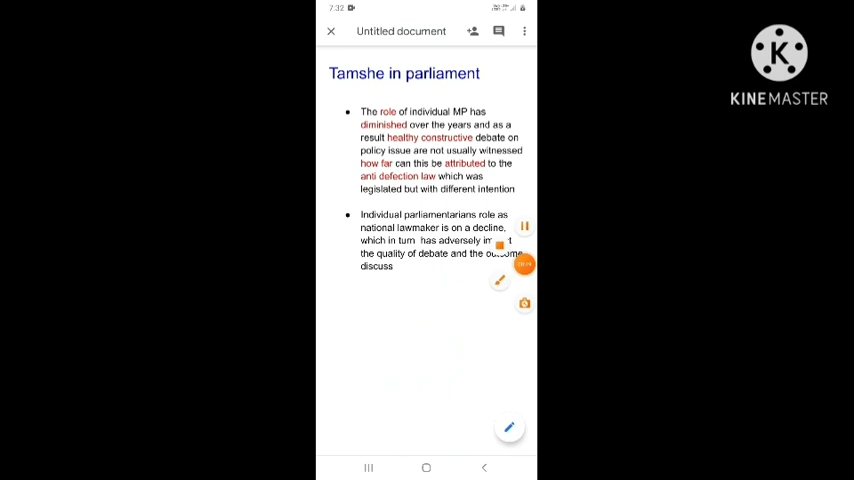 7:32
Untitled document
Tamshe in parliament
The role of individual MP has
diminished over the years and as a
result healthy constructive debate on
policy issue are not usually witnessed
how far can this be attributed to the
anti defection law which was
legislated but with different intention
Individual parliamentarians role as
national lawmaker is on a decline,
which in turn has adversely
the quality of debate and the
discuss
K
KINEMASTER